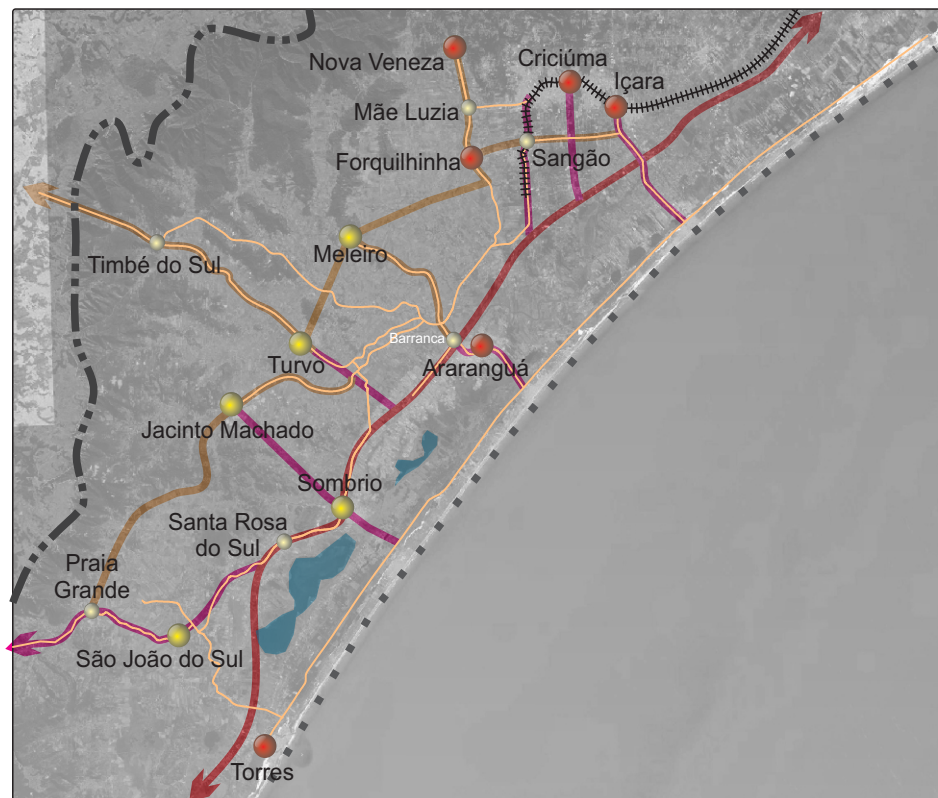 Nova Veneza
Criciúma
Içara
Mãe Luzia
Forquilhinha
Sangão
Meleiro
Timbé do Sul
Barranca
Turvo
Araranguá
Jacinto Machado
Sombrio
Santa Rosa
do Sul
Praia
Grande
São João do Sul
Torres